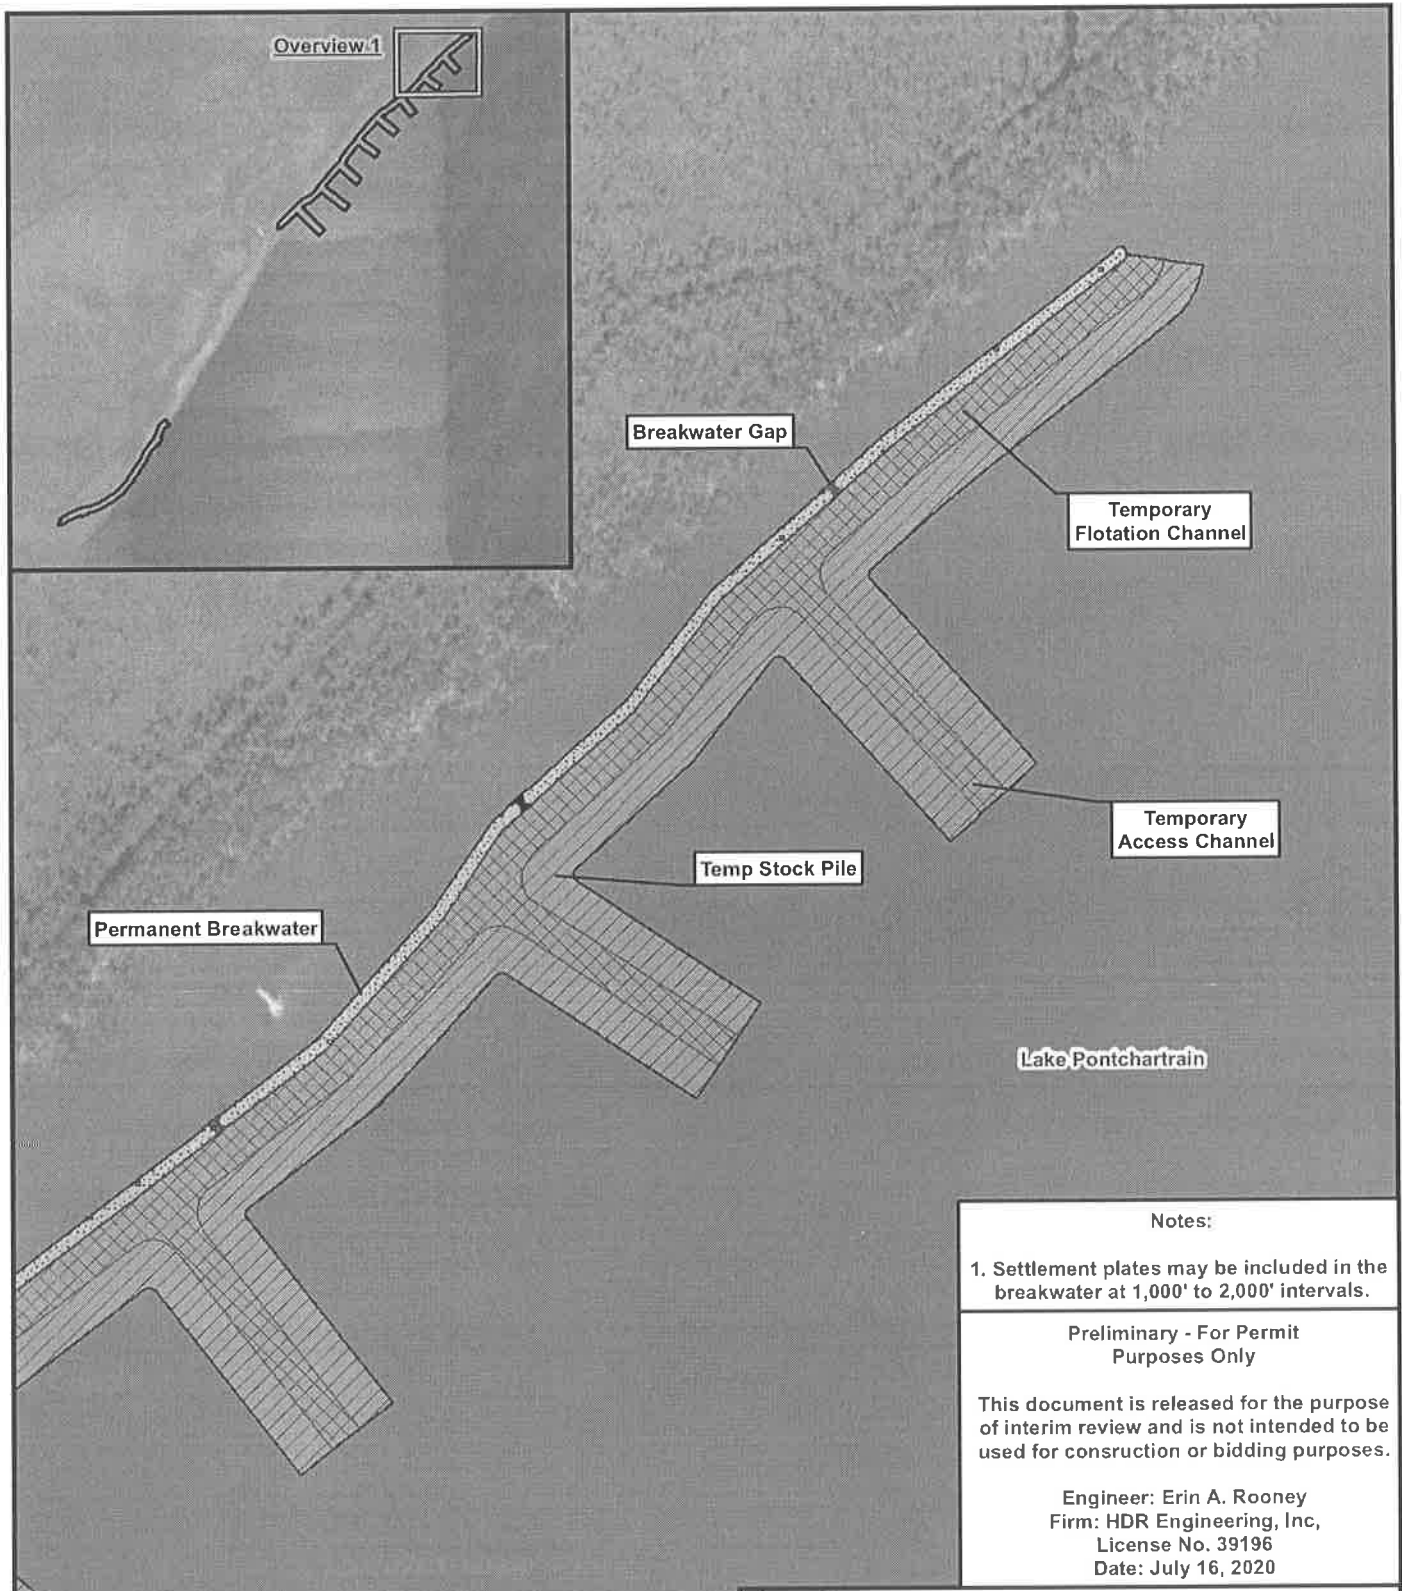 Overview 1
Breakwater Gap
Temporary
Flotation Channel
Temporary
Access Channel
Temp Stock Pile
Permanent Breakwater
Lake Pontchartrain
Notes:
1. Settlement plates may be included in the
breakwater at 1,000' to 2,000' intervals.
Preliminary - For Permit
Purposes Only
This document is released for the purpose
of interim review and is not intended to be
used for consruction or bidding purposes.
Engineer: Erin A. Rooney
Firm: HDR Engineering, Inc,
License No. 39196
Date: July 16, 2020